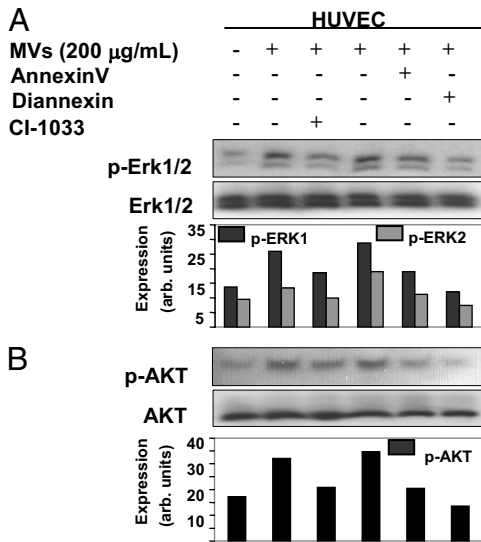 A
HUVEC
MVs (200 µg/mL) - + + + + +
AnnexinV - - - - + -
Diannexin - - - - - +
CI-1033 - - + - - -
p-Erk1/2
Erk1/2
Expression
(arb. units)
35
25
15
5
p-ERK1
p-ERK2
B
p-AKT
AKT
Expression
(arb. units)
40
30
20
10
0
p-AKT